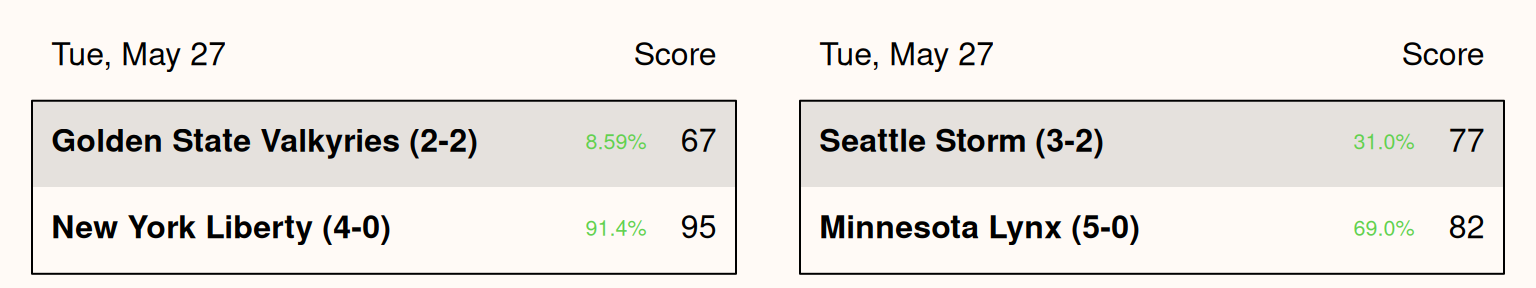 Tue, May 27 Score
Golden State Valkyries (2-2) 8.59% 67
New York Liberty (4-0) 91.4% 95
Tue, May 27 Score
Seattle Storm (3-2) 31.0% 77
Minnesota Lynx (5-0) 69.0% 82